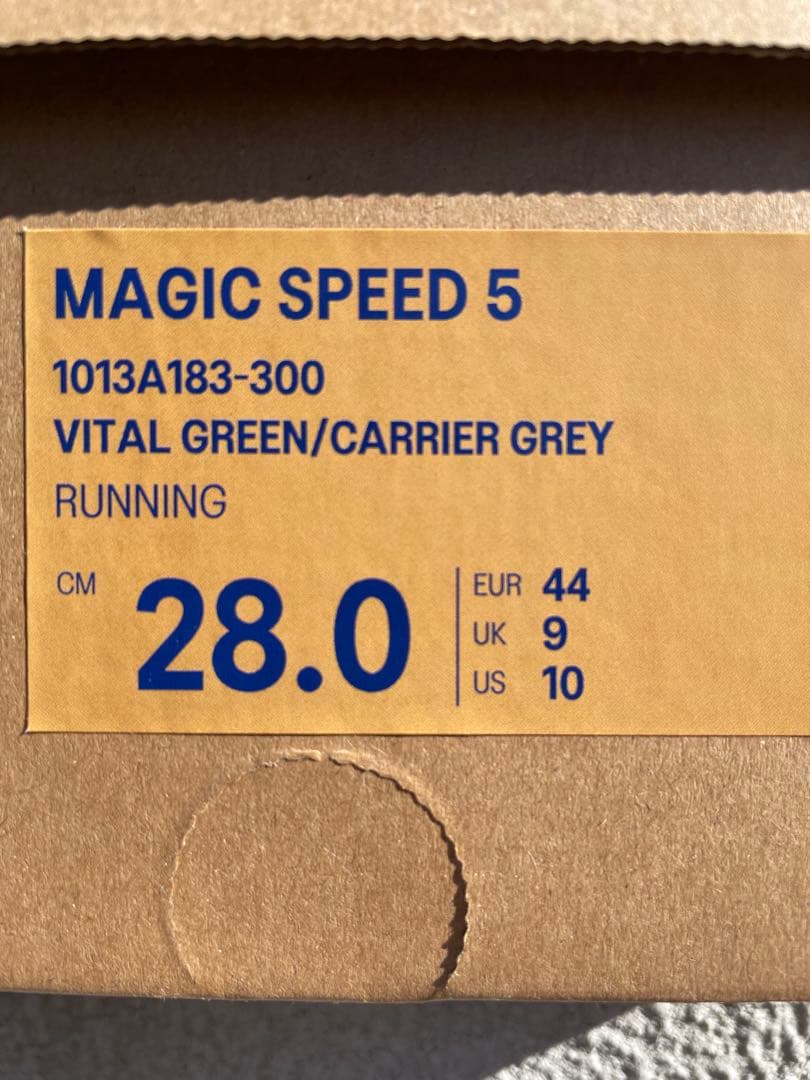 MAGIC SPEED 5
1013A183-300
VITAL GREEN/CARRIER GREY
RUNNING
CM 28.0
EUR 44
UK 9
US 10